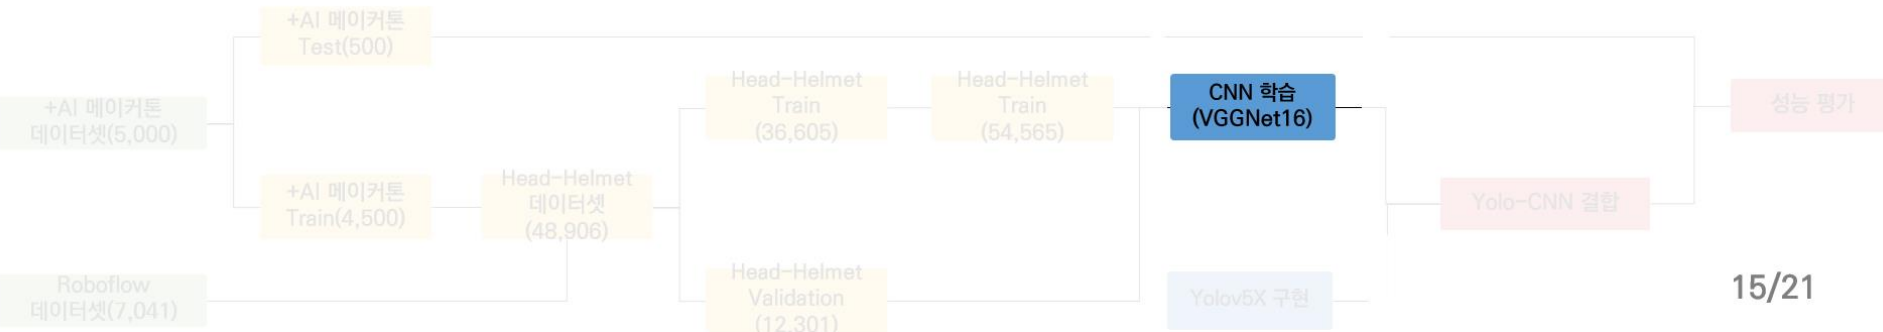 +AI 메이커톤
Test(500)
+AI 메이커톤
데이터셋(5,000)
+AI 메이커톤
Train(4,500)
Roboflow
데이터셋(7,041)
Head-Helmet
데이터셋
(48,906)
Head-Helmet
Train
(36,605)
Head-Helmet
Train
(54,565)
Head-Helmet
Validation
(12,301)
CNN 학습
(VGGNet16)
Yolov5X 구현
Yolo-CNN 결합
성능 평가
15/21